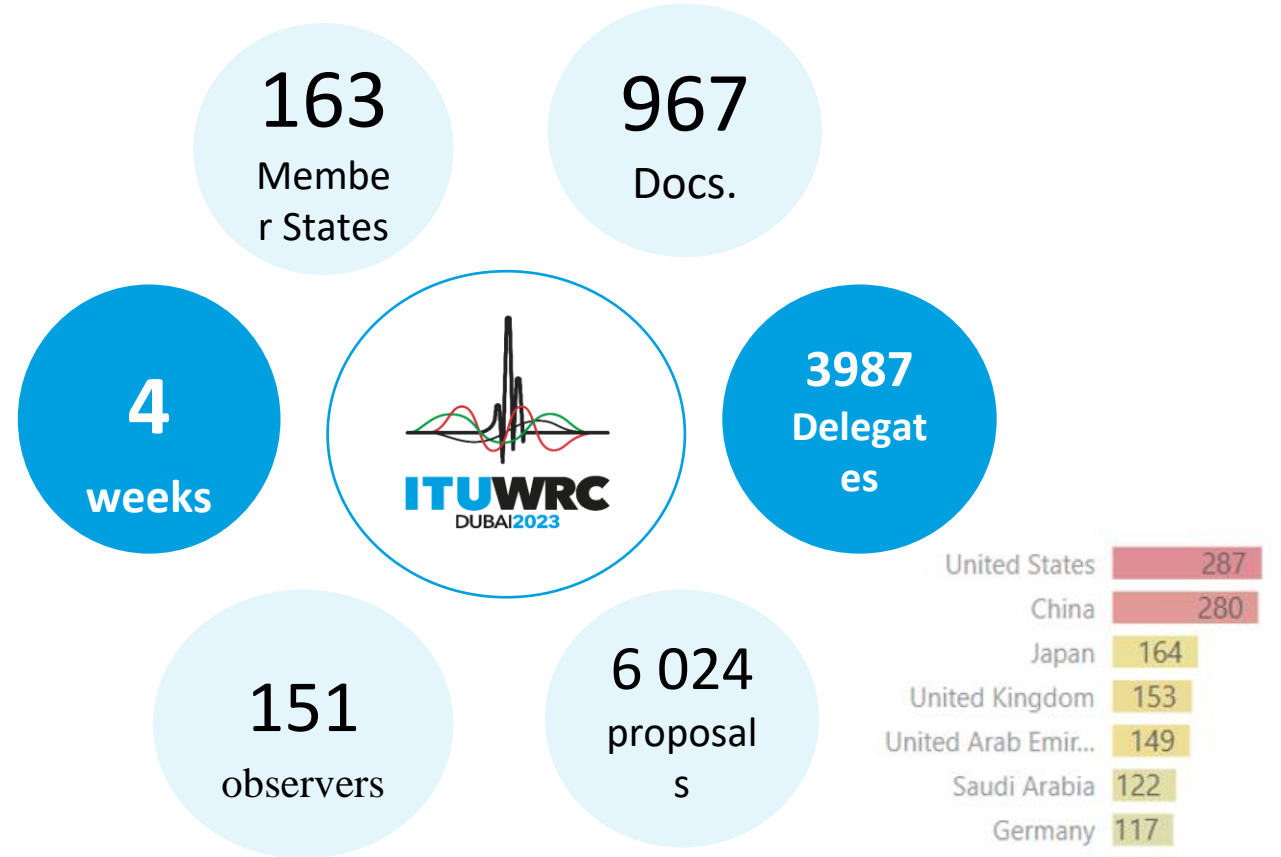 163
Membe
r States
967
Docs.
4
weeks
ITUWRC
DUBAI2023
3987
Delegat
es
151
observers
6 024
proposal
s
United States 287
China 280
Japan 164
United Kingdom 153
United Arab Emir... 149
Saudi Arabia 122
Germany 117